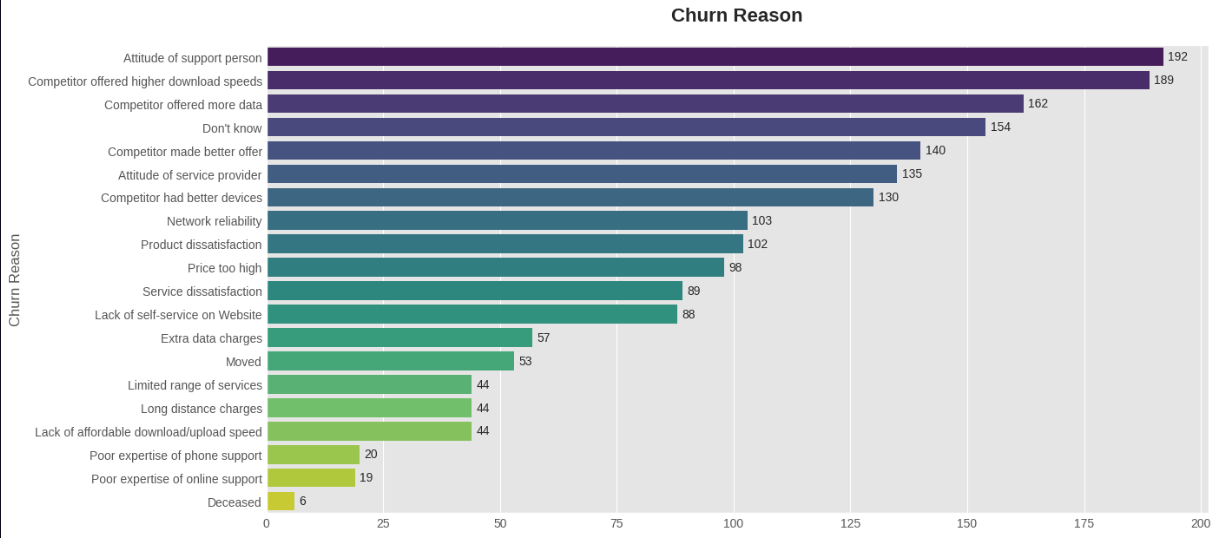 Churn Reason
Attitude of support person 192
Competitor offered higher download speeds 189
Competitor offered more data 162
Don't know 154
Competitor made better offer 140
Attitude of service provider 135
Competitor had better devices 130
Network reliability 103
Product dissatisfaction 102
Price too high 98
Service dissatisfaction 89
Lack of self-service on Website 88
Extra data charges 57
Moved 53
Limited range of services 44
Long distance charges 44
Lack of affordable download/upload speed 44
Poor expertise of phone support 20
Poor expertise of online support 19
Deceased 6
0 25 50 75 100 125 150 175 200
Churn Reason